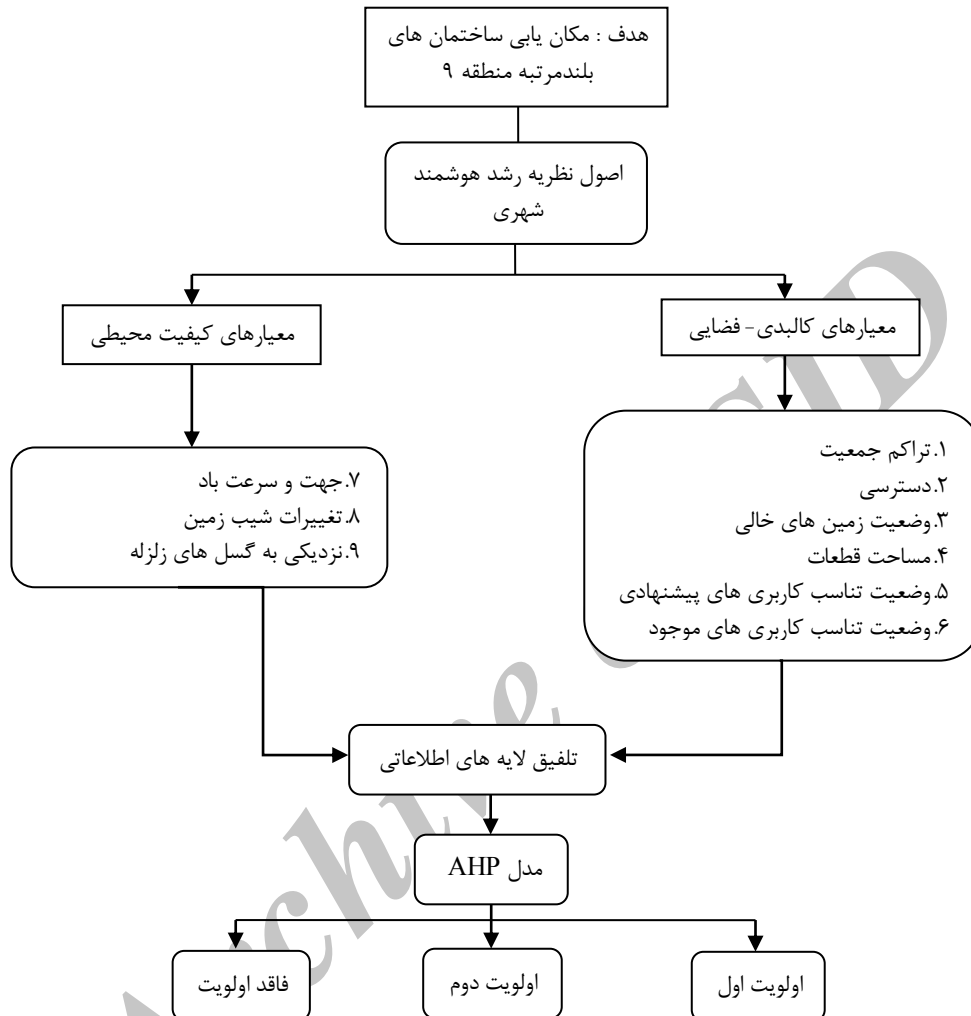 هدف : مکان یابی ساختمان های
بلندمرتبه منطقه ۹
اصول نظریه رشد هوشمند
شهری
معیارهای کالبدی- فضایی
معیارهای کیفیت محیطی
۱.تراکم جمعیت
۲.دسترسی
۳.وضعیت زمین های خالی
۴.مساحت قطعات
۵.وضعیت تناسب کاربری های پیشنهادی
۶.وضعیت تناسب کاربری های موجود
۷.جهت و سرعت باد
۸.تغییرات شیب زمین
۹.نزدیکی به گسل های زلزله
تلفیق لایه های اطلاعاتی
مدل AHP
اولویت اول
اولویت دوم
فاقد اولویت
Archive of SID